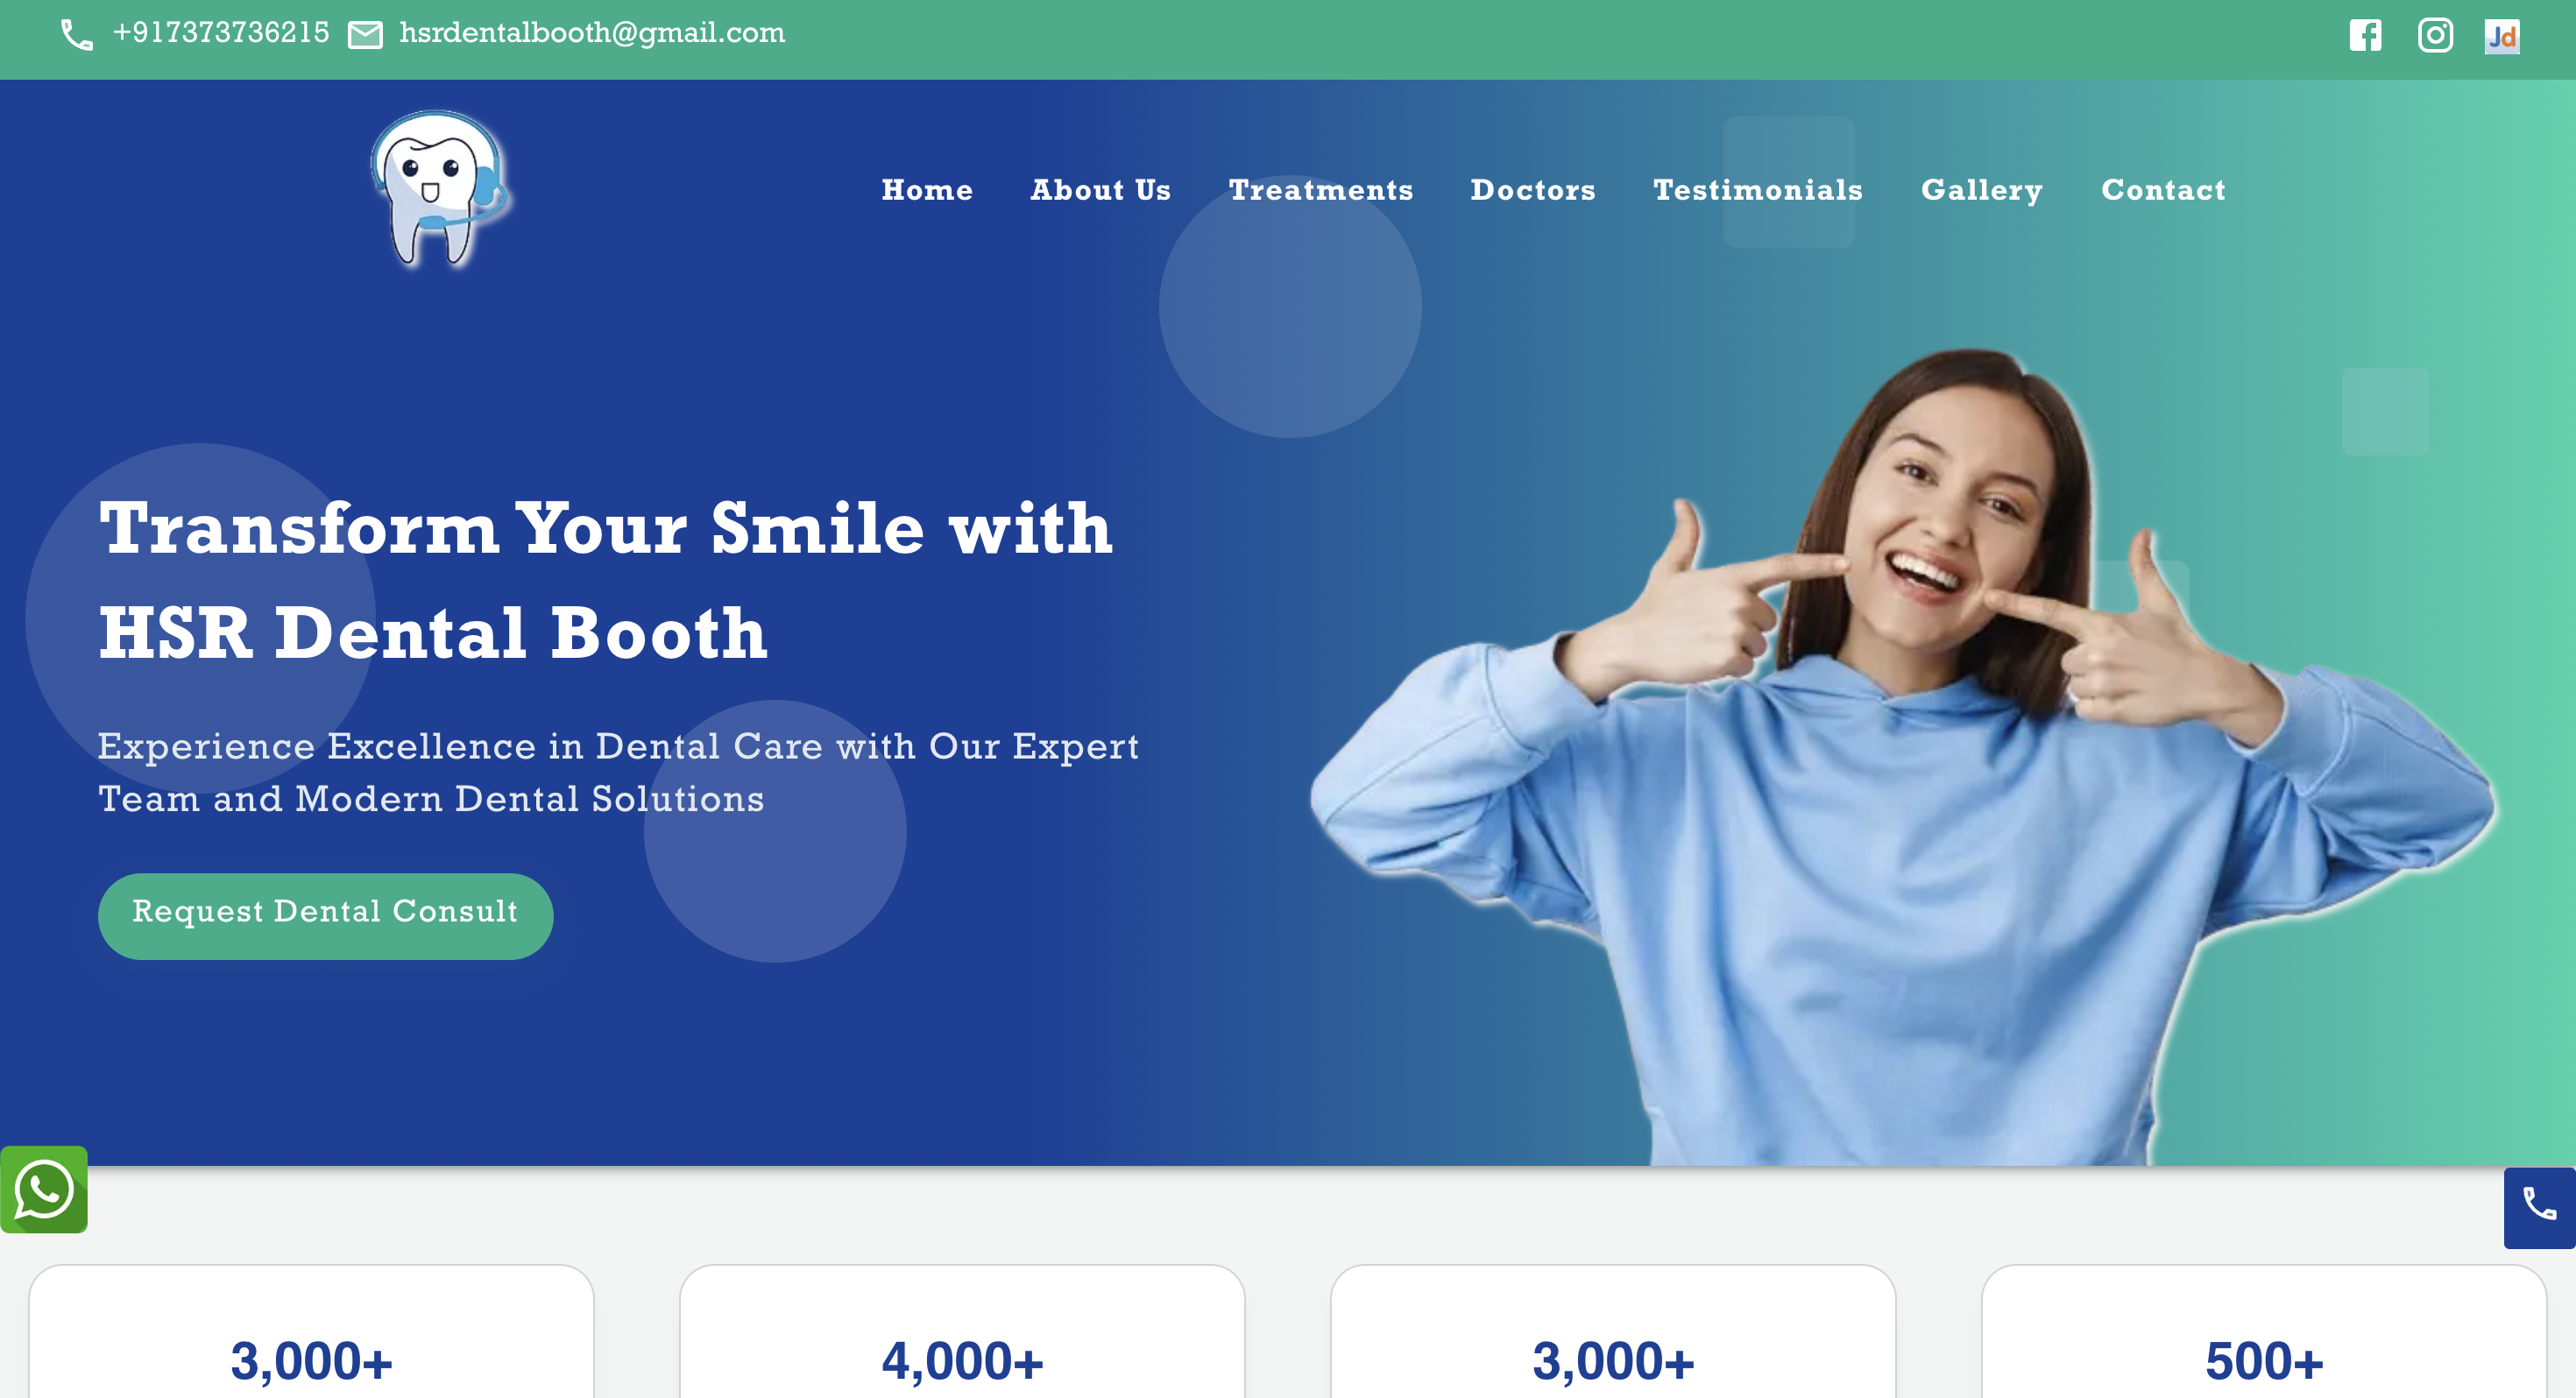 +917373736215 hsrdentalbooth@gmail.com Jd
Home About Us Treatments Doctors Testimonials Gallery Contact
Transform Your Smile with
HSR Dental Booth
Experience Excellence in Dental Care with Our Expert
Team and Modern Dental Solutions
Request Dental Consult
3,000+ 4,000+ 3,000+ 500+